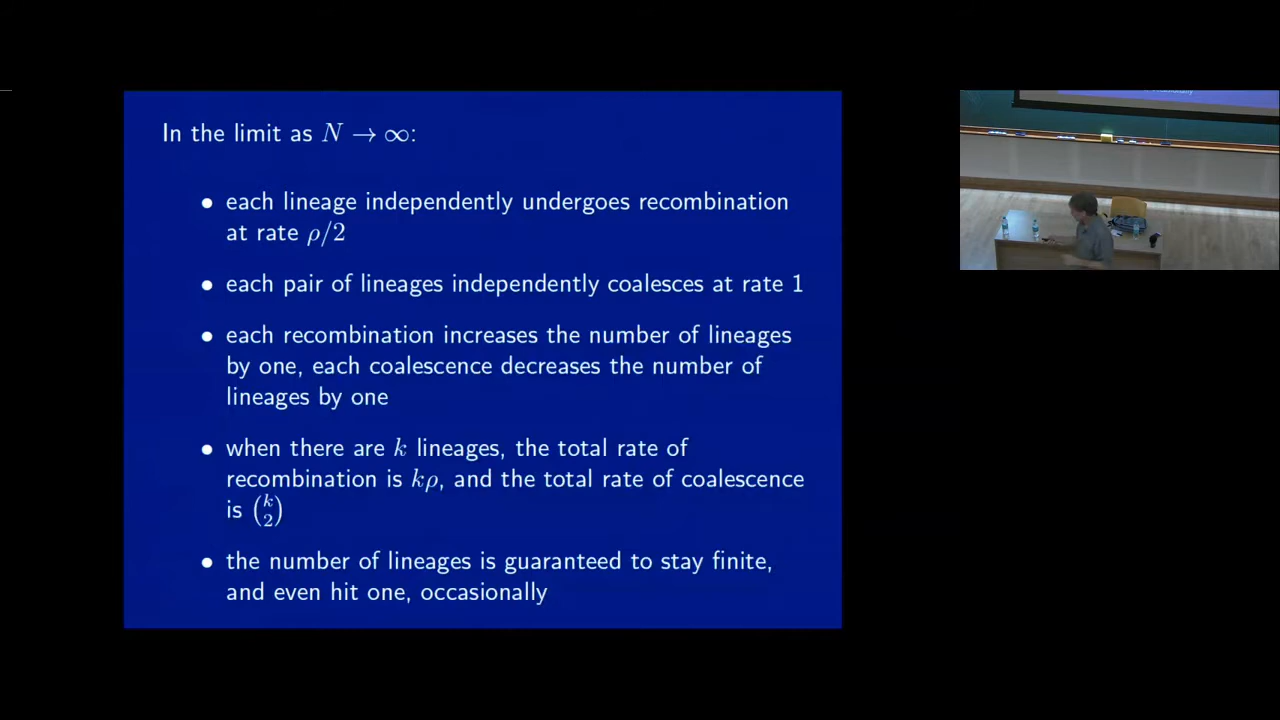 In the limit as N → ∞:
• each lineage independently undergoes recombination
at rate ρ/2
• each pair of lineages independently coalesces at rate 1
• each recombination increases the number of lineages
by one, each coalescence decreases the number of
lineages by one
• when there are k lineages, the total rate of
recombination is kρ, and the total rate of coalescence
is (k 2)
• the number of lineages is guaranteed to stay finite,
and even hit one, occasionally